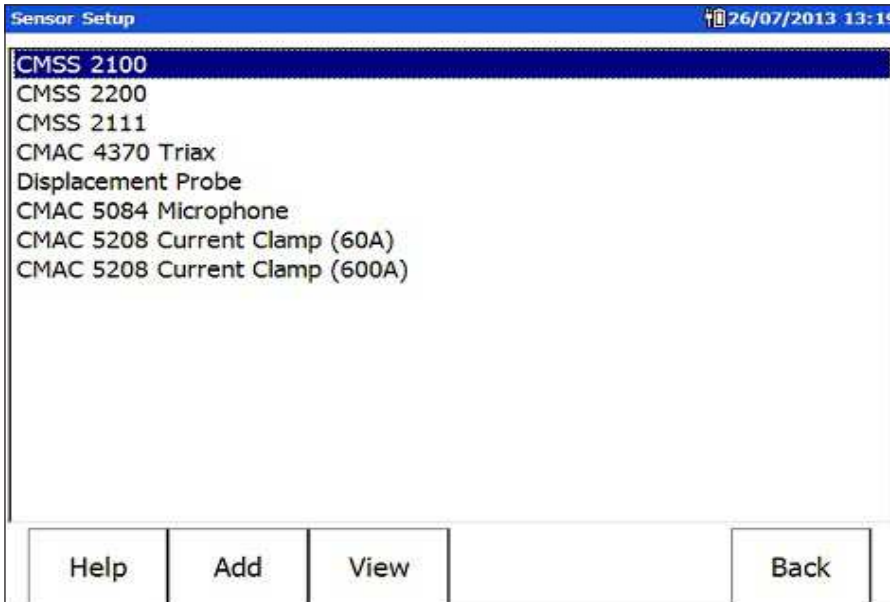 Sensor Setup 26/07/2013 13:19
CMSS 2100
CMSS 2200
CMSS 2111
CMAC 4370 Triax
Displacement Probe
CMAC 5084 Microphone
CMAC 5208 Current Clamp (60A)
CMAC 5208 Current Clamp (600A)
Help Add View Back